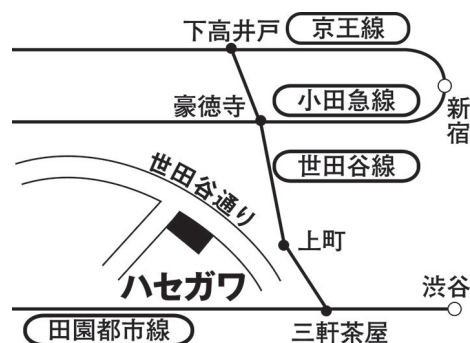 下高井戸
京王線
豪徳寺
小田急線
新宿
世田谷線
世田谷通り
上町
ハセガワ
渋谷
田園都市線
三軒茶屋